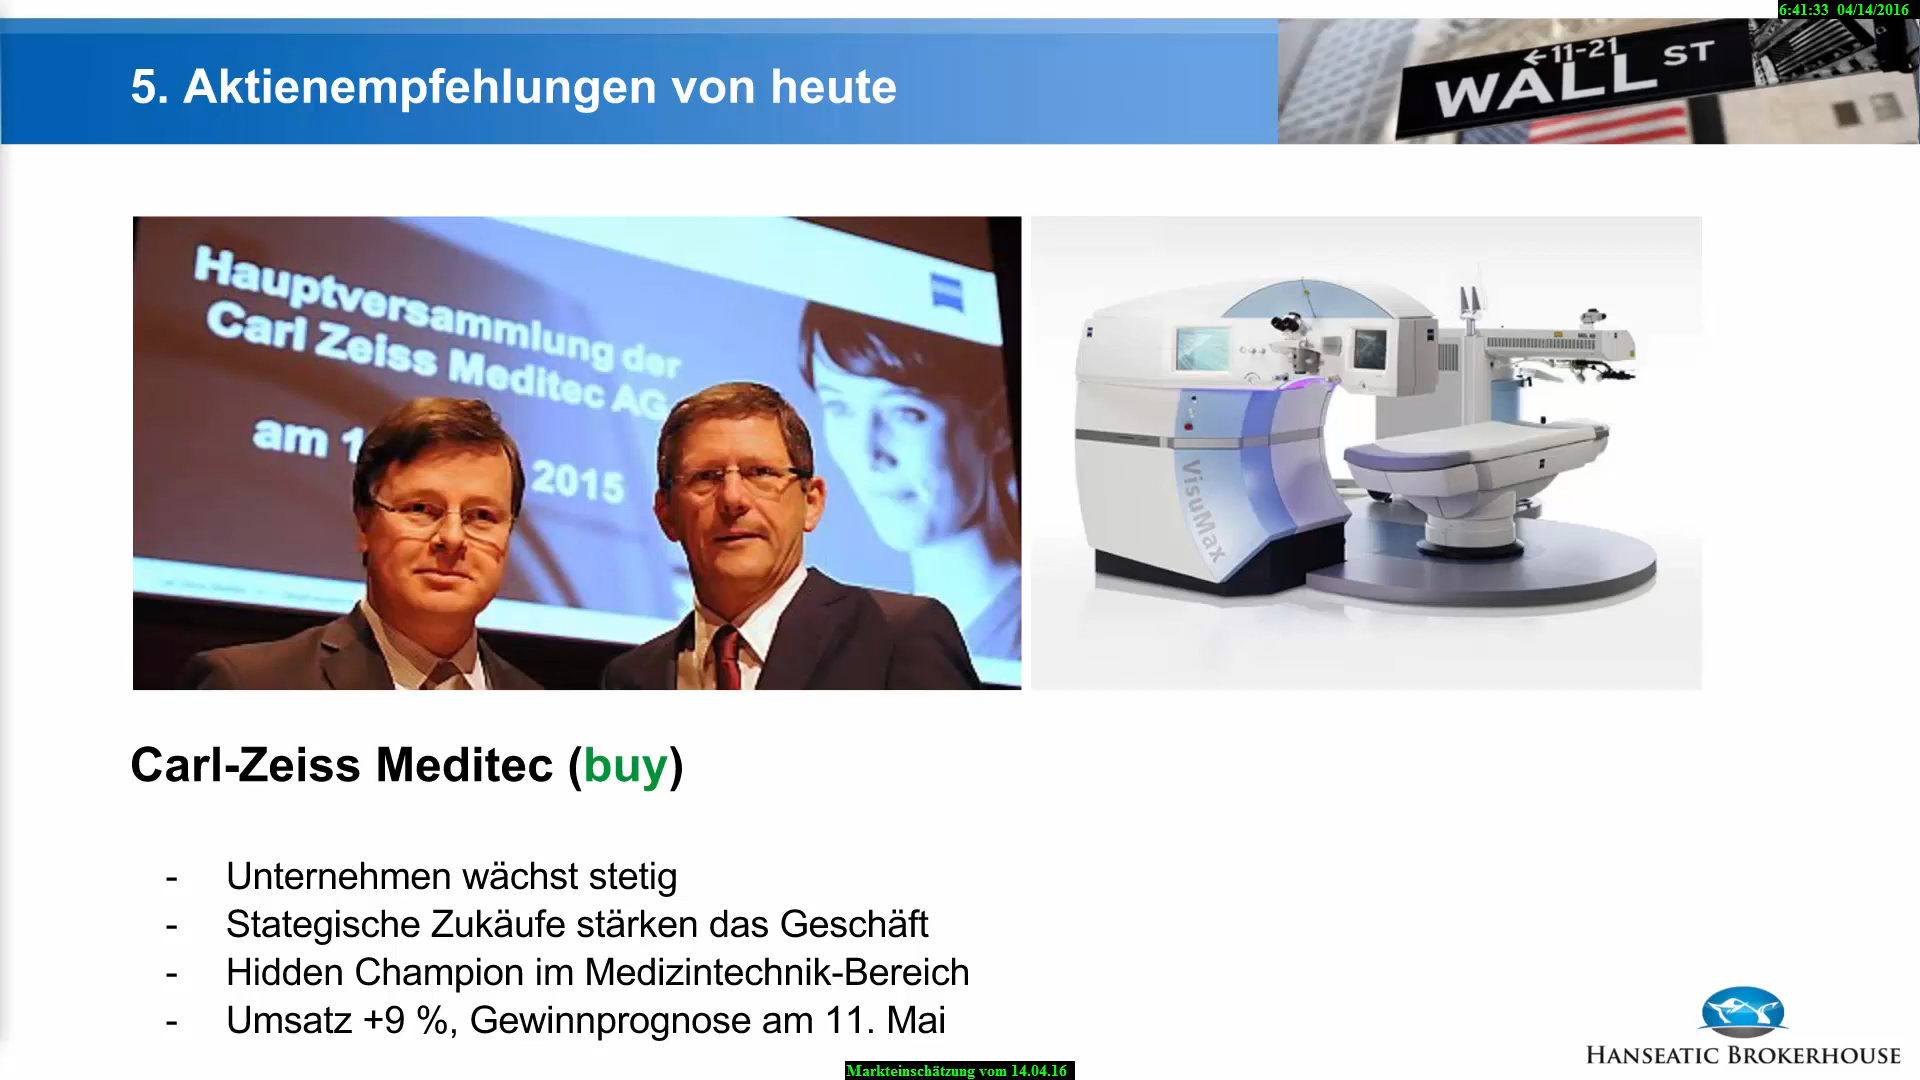 6:41:33 04/14/2016
5. Aktienempfehlungen von heute
←11-21
WALL ST
Hauptversammlung der
Carl Zeiss Meditec AG
am 1 2015
VisuMax
Carl-Zeiss Meditec (buy)
- Unternehmen wächst stetig
- Stategische Zukäufe stärken das Geschäft
- Hidden Champion im Medizintechnik-Bereich
- Umsatz +9 %, Gewinnprognose am 11. Mai
HANSEATIC BROKERHOUSE
Markteinschätzung vom 14.04.16